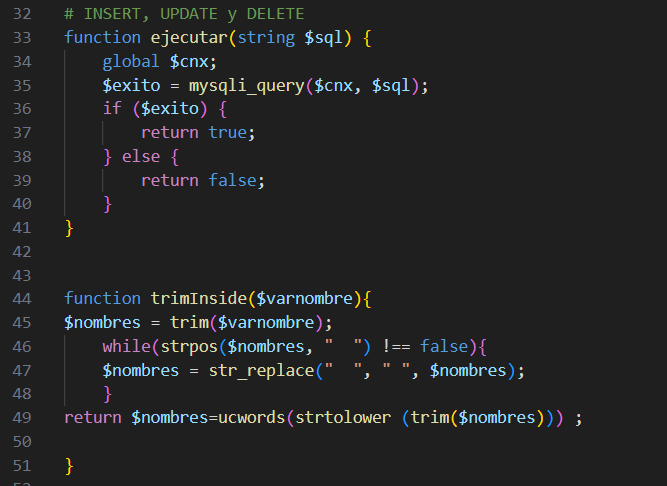 32 # INSERT, UPDATE y DELETE
33 function ejecutar(string $sql) {
34     global $cnx;
35     $exito = mysqli_query($cnx, $sql);
36     if ($exito) {
37         return true;
38     } else {
39         return false;
40     }
41 }
42
43
44 function trimInside($varnombre){
45 $nombres = trim($varnombre);
46     while(strpos($nombres, "  ") !== false){
47     $nombres = str_replace("  ", " ", $nombres);
48     }
49 return $nombres=ucwords(strtolower (trim($nombres))) ;
50
51 }